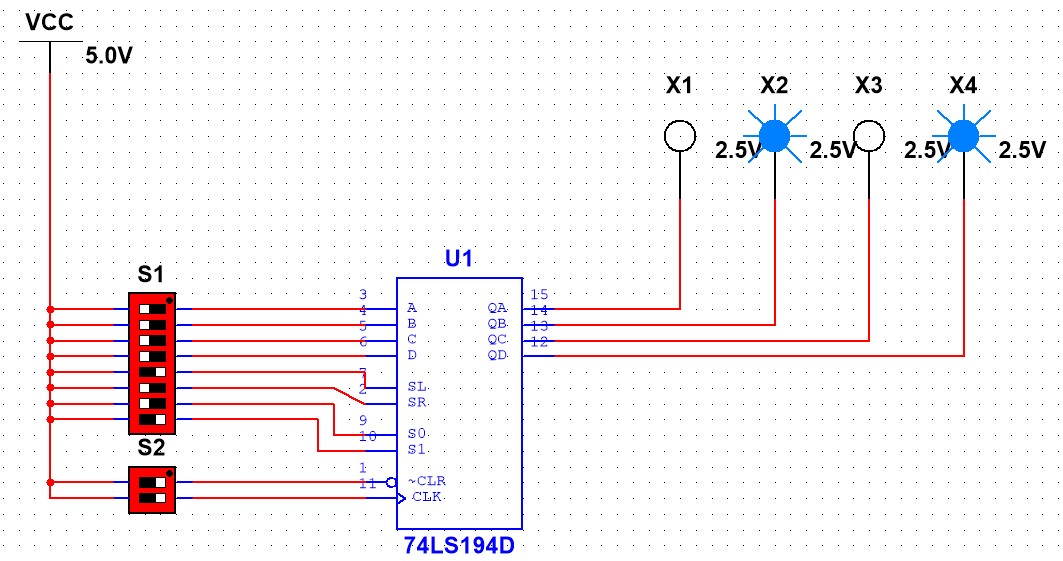 VCC
5.0V
X1 X2 X3 X4
2.5V 2.5V 2.5V 2.5V
U1
S1
3 A QA 15
4 B QB 14
5 C QC 13
6 D QD 12
7 SL
2 SR
9 S0
10 S1
S2
1 ~CLR
11 CLK
74LS194D